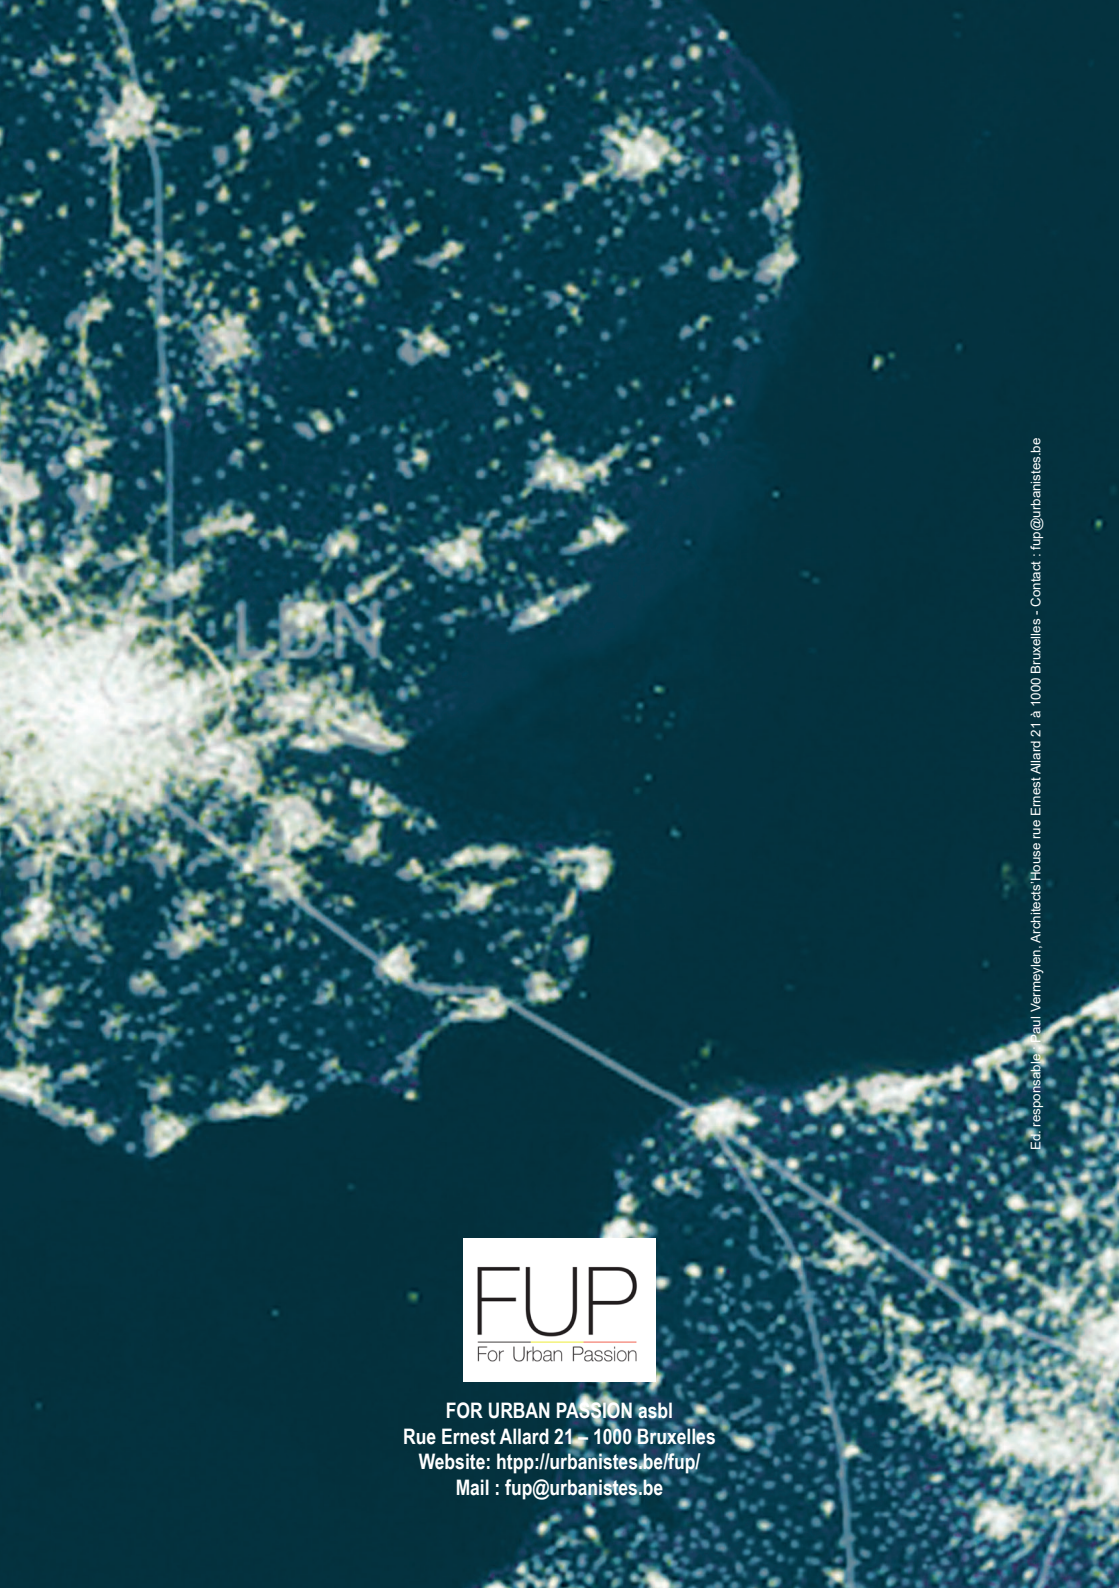 Ed. responsable : Paul Vermeylen, Architects'House rue Ernest Allard 21 à 1000 Bruxelles - Contact : fup@urbanistes.be
LDN
FUP
For Urban Passion
FOR URBAN PASSION asbl
Rue Ernest Allard 21 – 1000 Bruxelles
Website: htpp://urbanistes.be/fup/
Mail : fup@urbanistes.be